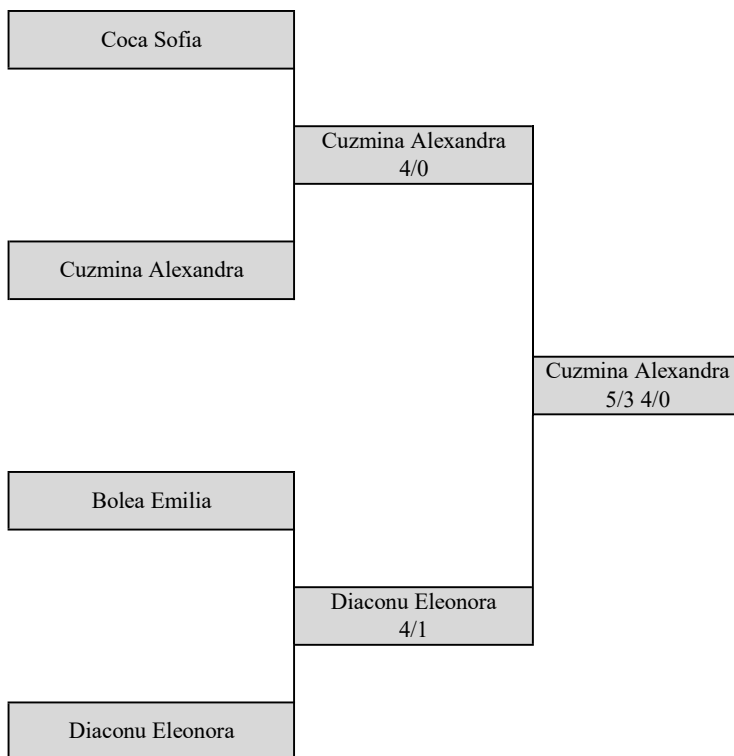 Coca Sofia
Cuzmina Alexandra
4/0
Cuzmina Alexandra
Cuzmina Alexandra
5/3 4/0
Bolea Emilia
Diaconu Eleonora
4/1
Diaconu Eleonora